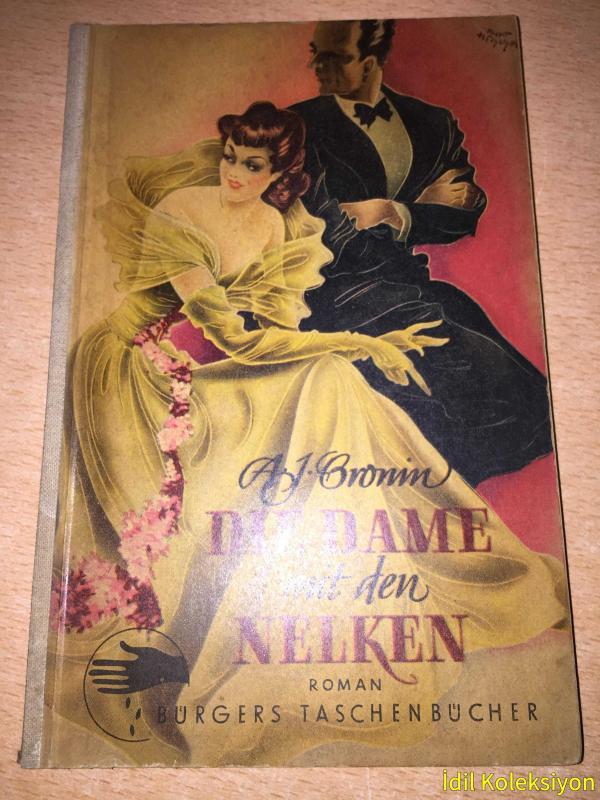 A. J. Cronin
DIE DAME
mit den
NELKEN
ROMAN
BÜRGERS TASCHENBÜCHER
İdil Koleksiyon